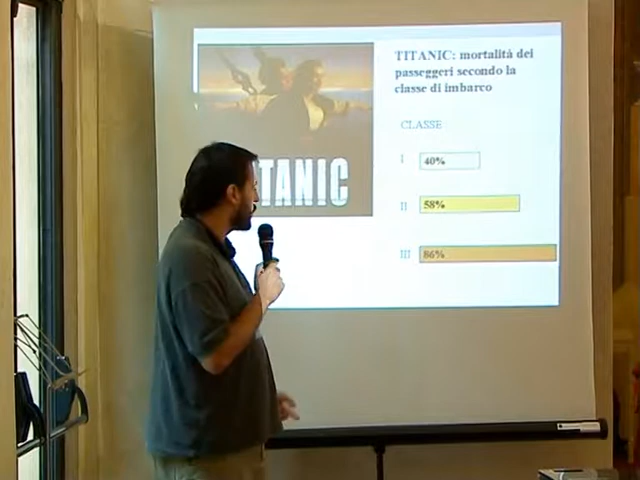 TITANIC: mortalità dei
passeggeri secondo la
classe di imbarco
CLASSE
I 40%
TANIC
II 58%
III 86%